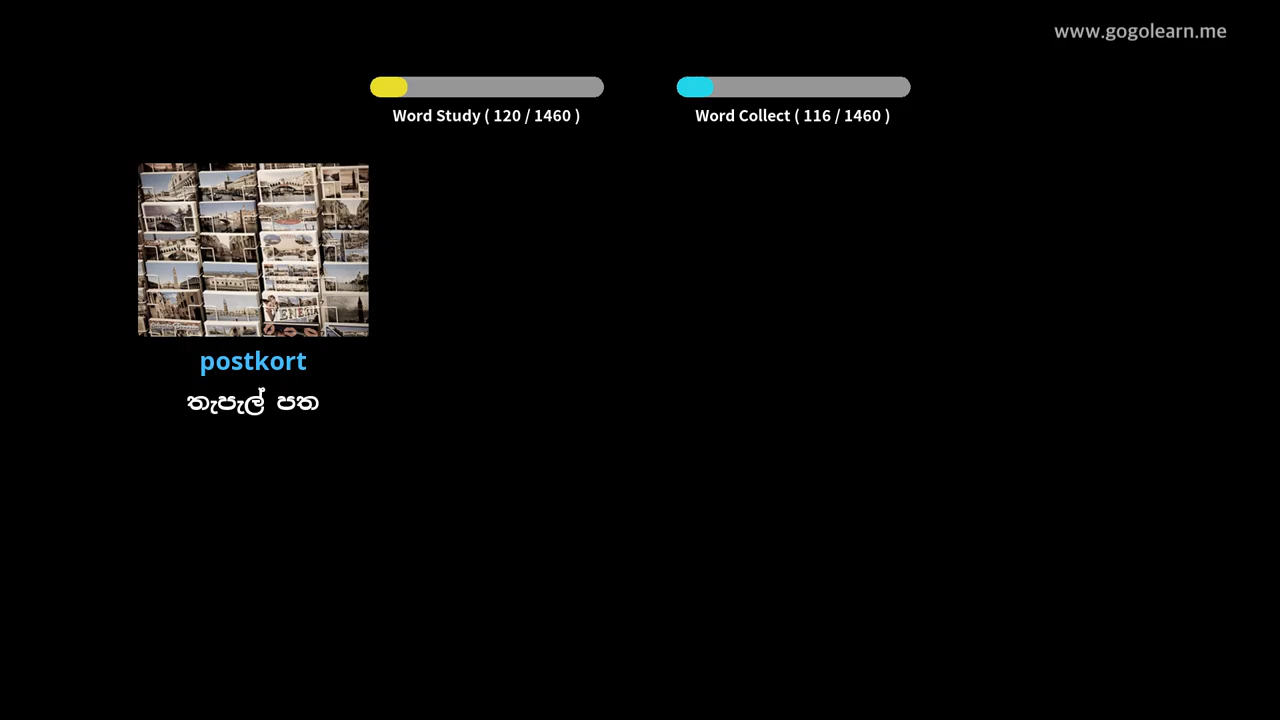 www.gogolearn.me
Word Study ( 120 / 1460 )
Word Collect ( 116 / 1460 )
postkort
තැපැල් පත